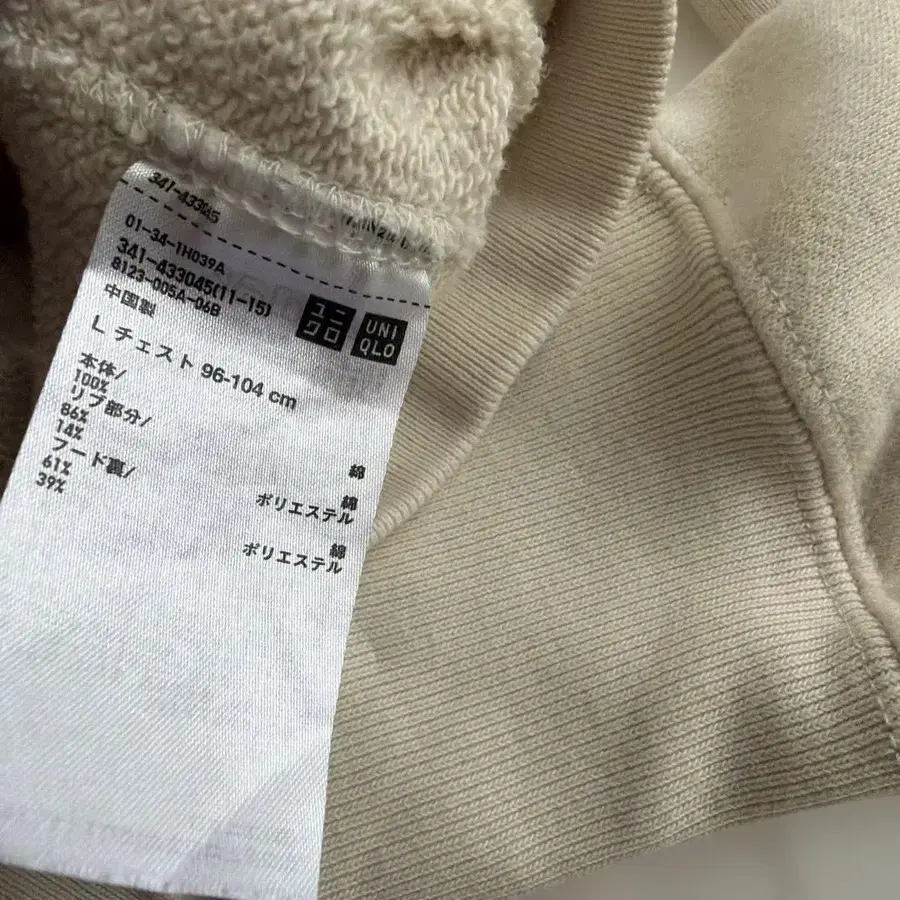 341-433045
01-34-1H039A
341-433045(11-15)
8123-005A-06B
中国製
ユニ
クロ
UNI
QLO
L チェスト 96-104 cm
本体/
100% 綿
リブ部分/
86% 綿
14% ポリエステル
フード裏/
61% 綿
39% ポリエステル